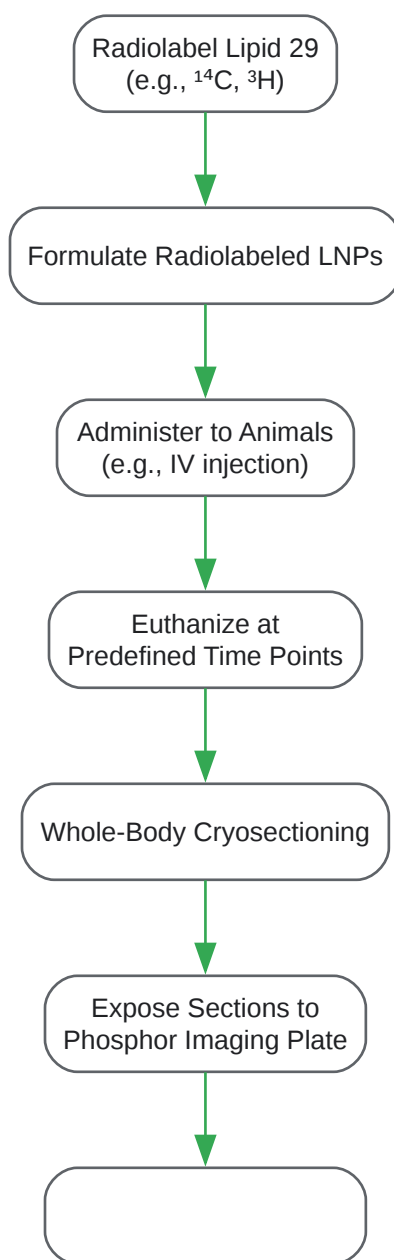 Radiolabel Lipid 29
(e.g., ¹⁴C, ³H)
Formulate Radiolabeled LNPs
Administer to Animals
(e.g., IV injection)
Euthanize at
Predefined Time Points
Whole-Body Cryosectioning
Expose Sections to
Phosphor Imaging Plate